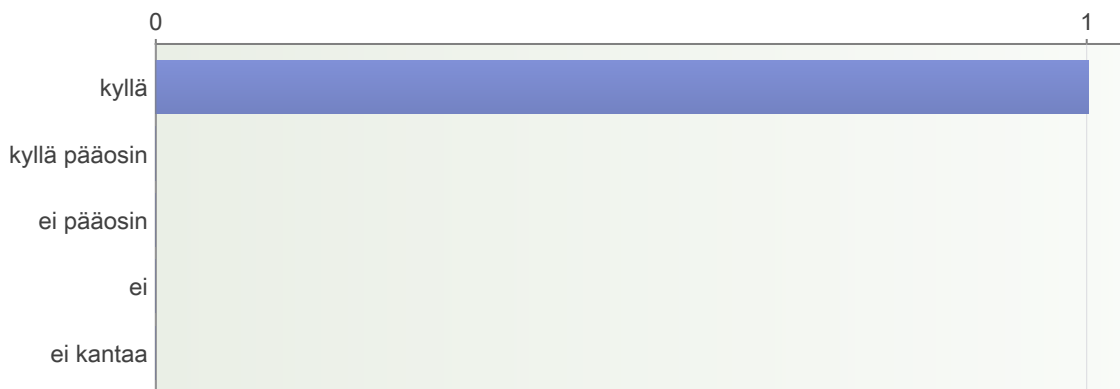 0 1
kyllä
kyllä pääosin
ei pääosin
ei
ei kantaa